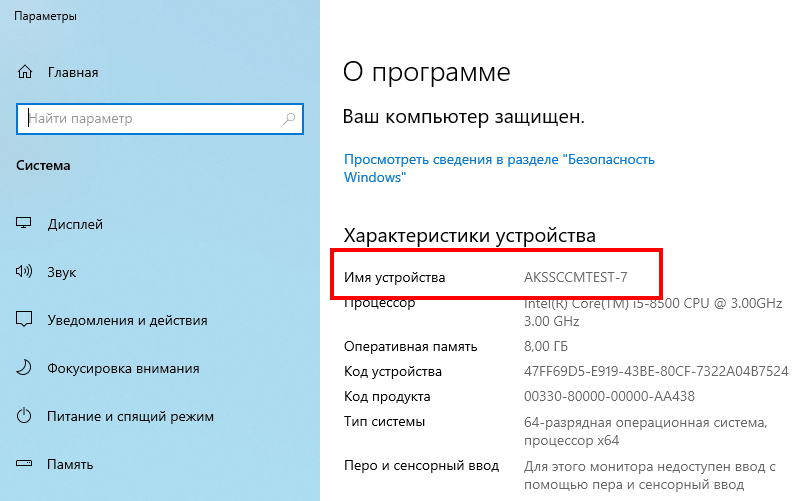 Параметры
Главная
Найти параметр
Система
Дисплей
Звук
Уведомления и действия
Фокусировка внимания
Питание и спящий режим
Память
О программе
Ваш компьютер защищен.
Просмотреть сведения в разделе "Безопасность
Windows"
Характеристики устройства
Имя устройства AKSSCCMTEST-7
Процессор Intel(R) Core(TM) i5-8500 CPU @ 3.00GHz
3.00 GHz
Оперативная память 8,00 ГБ
Код устройства 47FF69D5-E919-43BE-80CF-7322A04B7524
Код продукта 00330-80000-00000-AA438
Тип системы 64-разрядная операционная система,
процессор x64
Перо и сенсорный ввод Для этого монитора недоступен ввод с
помощью пера и сенсорный ввод